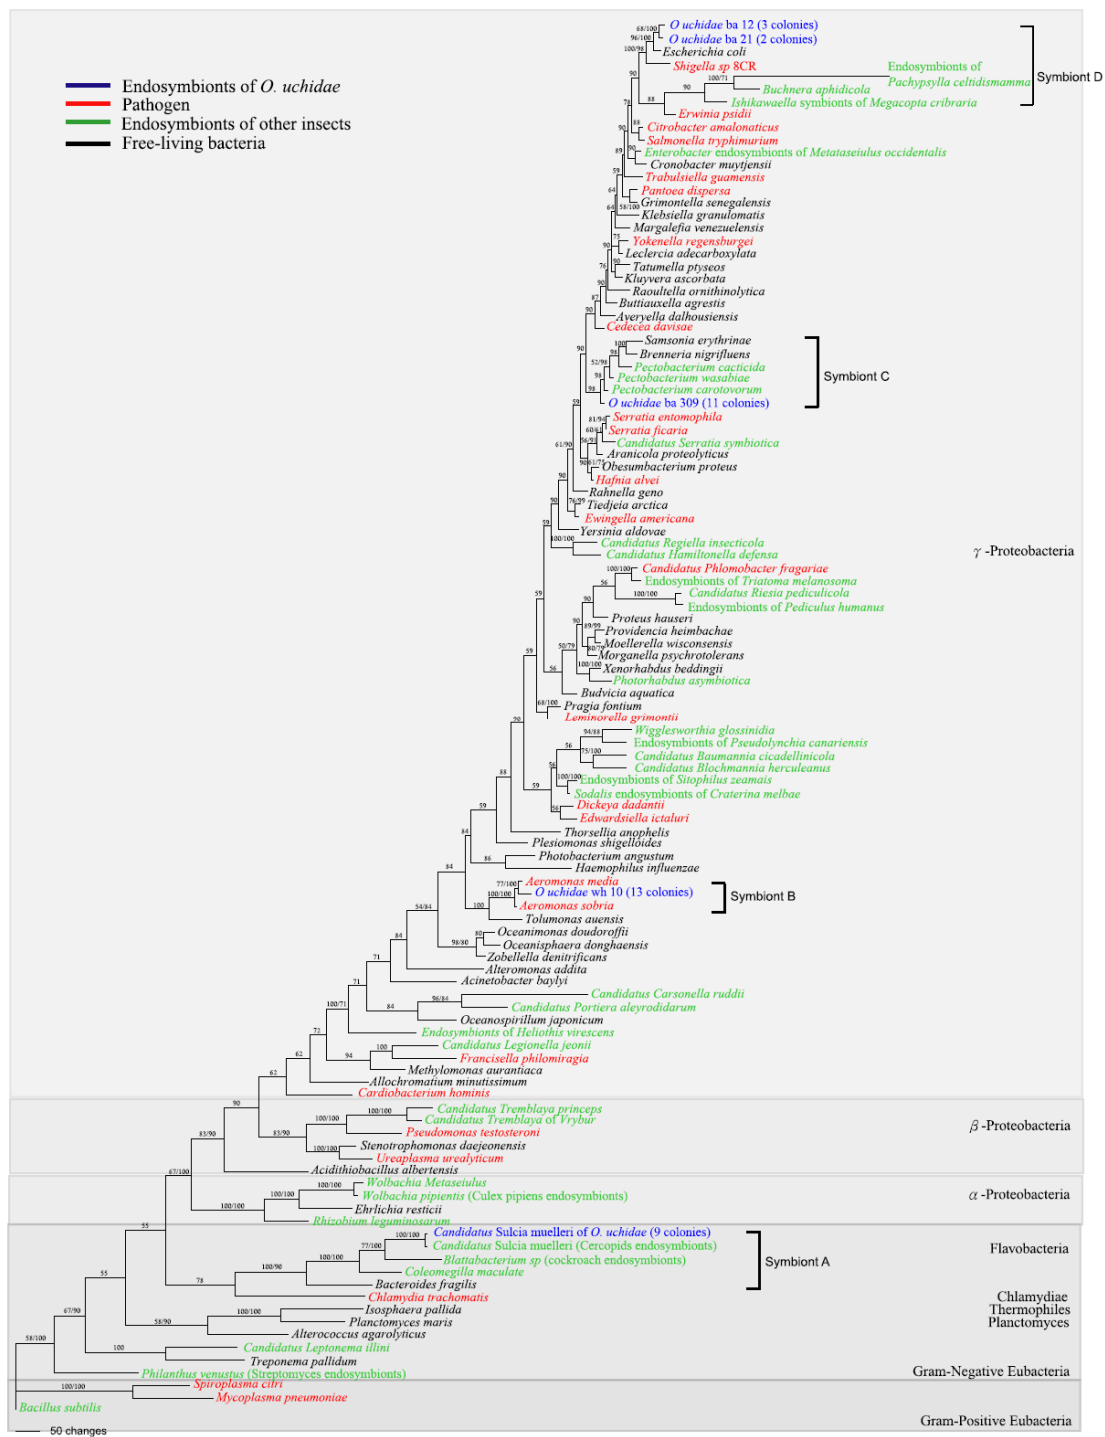 O uchidae ba 12 (3 colonies)
O uchidae ba 21 (2 colonies)
Escherichia coli
Shigella sp 8CR
Endosymbionts of
Pachypsylla celtidismamma
Buchnera aphidicola
Ishikawaella symbionts of Megacopta cribraria
Symbiont D
Endosymbionts of O. uchidae
Pathogen
Endosymbionts of other insects
Free-living bacteria
Erwinia psidii
Citrobacter amalonaticus
Salmonella tryphimurium
Enterobacter endosymbionts of Metataseiulus occidentalis
Cronobacter muytjensii
Trabulsiella guamensis
Pantoea dispersa
Grimontella senegalensis
Klebsiella granulomatis
Margalefia venezuelensis
Yokenella regensburgei
Leclercia adecarboxylata
Tatumella ptyseos
Kluyvera ascorbata
Raoultella ornithinolytica
Buttiauxella agrestis
Averyella dalhousiensis
Cedecea davisae
Samsonia erythrinae
Brenneria nigrifluens
Pectobacterium cacticida
Pectobacterium wasabiae
Pectobacterium carotovorum
O uchidae ba 309 (11 colonies)
Symbiont C
Serratia entomophila
Serratia ficaria
Candidatus Serratia symbiotica
Aranicola proteolyticus
Obesumbacterium proteus
Hafnia alvei
Rahnella geno
Tiedjeia arctica
Ewingella americana
Yersinia aldovae
Candidatus Regiella insecticola
Candidatus Hamiltonella defensa
γ -Proteobacteria
Candidatus Phlomobacter fragariae
Endosymbionts of Triatoma melanosoma
Candidatus Riesia pediculicola
Endosymbionts of Pediculus humanus
Proteus hauseri
Providencia heimbachae
Moellerella wisconsensis
Morganella psychrotolerans
Xenorhabdus beddingii
Photorhabdus asymbiotica
Budvicia aquatica
Pragia fontium
Leminorella grimontii
Wigglesworthia glossinidia
Endosymbionts of Pseudolynchia canariensis
Candidatus Baumannia cicadellinicola
Candidatus Blochmannia herculeanus
Endosymbionts of Sitophilus zeamais
Sodalis endosymbionts of Craterina melbae
Dickeya dadantii
Edwardsiella ictaluri
Thorsellia anophelis
Plesiomonas shigelloides
Photobacterium angustum
Haemophilus influenzae
Aeromonas media
O uchidae wh 10 (13 colonies)
Aeromonas sobria
Symbiont B
Tolumonas auensis
Oceanimonas doudoroffii
Oceanisphaera donghaensis
Zobellella denitrificans
Alteromonas addita
Acinetobacter baylyi
Candidatus Carsonella ruddii
Candidatus Portiera aleyrodidarum
Oceanospirillum japonicum
Endosymbionts of Heliothis virescens
Candidatus Legionella jeonii
Francisella philomiragia
Methylomonas aurantiaca
Allochromatium minutissimum
Cardiobacterium hominis
Candidatus Tremblaya princeps
Candidatus Tremblaya of Vrybur
Pseudomonas testosteroni
Stenotrophomonas daejeonensis
Ureaplasma urealyticum
Acidithiobacillus albertensis
β -Proteobacteria
Wolbachia Metaseiulus
Wolbachia pipientis (Culex pipiens endosymbionts)
Ehrlichia resticii
Rhizobium leguminosarum
α -Proteobacteria
Candidatus Sulcia muelleri of O. uchidae (9 colonies)
Candidatus Sulcia muelleri (Cercopids endosymbionts)
Blattabacterium sp (cockroach endosymbionts)
Coleomegilla maculate
Bacteroides fragilis
Symbiont A
Flavobacteria
Chlamydia trachomatis
Chlamydiae
Isosphaera pallida
Thermophiles
Planctomyces maris
Planctomyces
Alterococcus agarolyticus
Candidatus Leptonema illini
Treponema pallidum
Philanthus venustus (Streptomyces endosymbionts)
Gram-Negative Eubacteria
Spiroplasma citri
Mycoplasma pneumoniae
Bacillus subtilis
Gram-Positive Eubacteria
50 changes